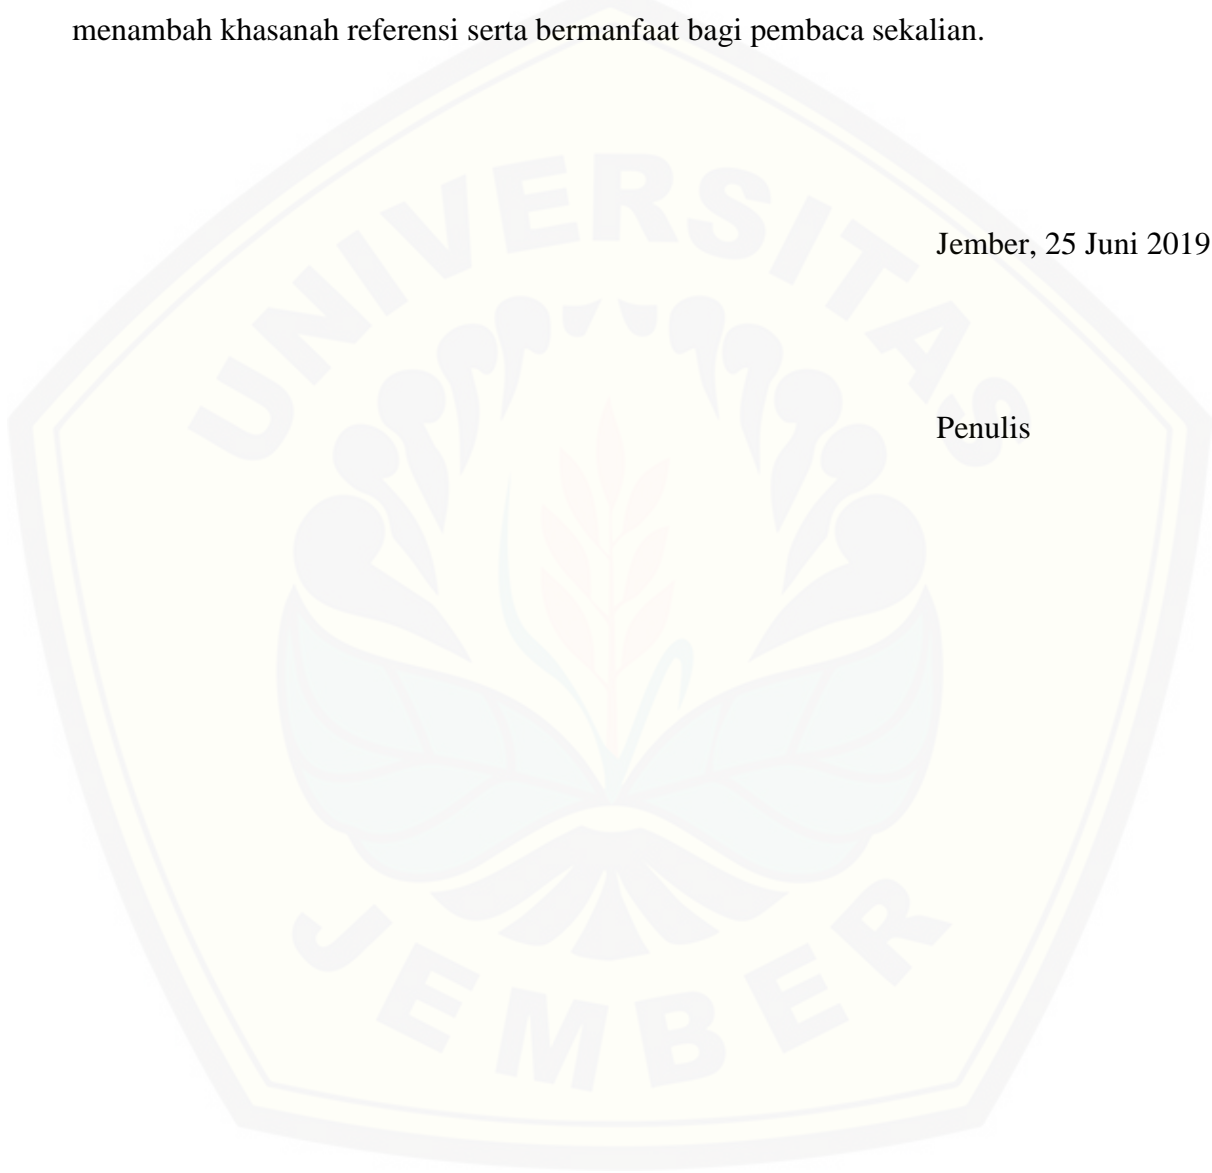 menambah khasanah referensi serta bermanfaat bagi pembaca sekalian.
UNIVERSITAS
Jember, 25 Juni 2019
Penulis
JEMBER